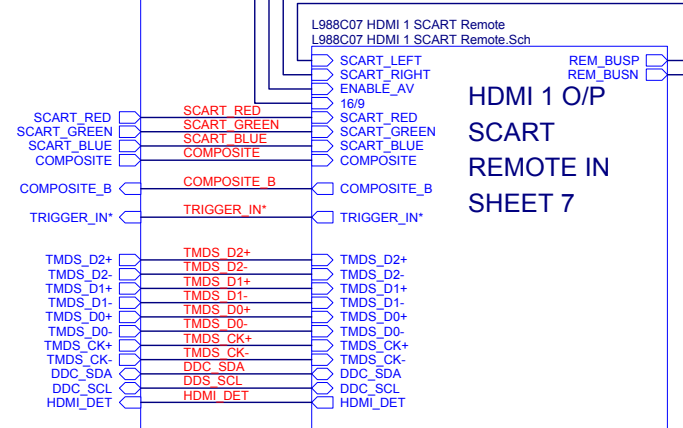 L988C07 HDMI 1 SCART Remote
L988C07 HDMI 1 SCART Remote.Sch
SCART_LEFT REM_BUSP
SCART_RIGHT REM_BUSN
ENABLE_AV
16/9
HDMI 1 O/P
SCART
REMOTE IN
SHEET 7
SCART_RED SCART_RED SCART_RED
SCART_GREEN SCART_GREEN SCART_GREEN
SCART_BLUE SCART_BLUE SCART_BLUE
COMPOSITE COMPOSITE COMPOSITE
COMPOSITE_B COMPOSITE_B COMPOSITE_B
TRIGGER_IN* TRIGGER_IN* TRIGGER_IN*
TMDS_D2+ TMDS_D2+ TMDS_D2+
TMDS_D2- TMDS_D2- TMDS_D2-
TMDS_D1+ TMDS_D1+ TMDS_D1+
TMDS_D1- TMDS_D1- TMDS_D1-
TMDS_D0+ TMDS_D0+ TMDS_D0+
TMDS_D0- TMDS_D0- TMDS_D0-
TMDS_CK+ TMDS_CK+ TMDS_CK+
TMDS_CK- TMDS_CK- TMDS_CK-
DDC_SDA DDC_SDA DDC_SDA
DDC_SCL DDS_SCL DDC_SCL
HDMI_DET HDMI_DET HDMI_DET